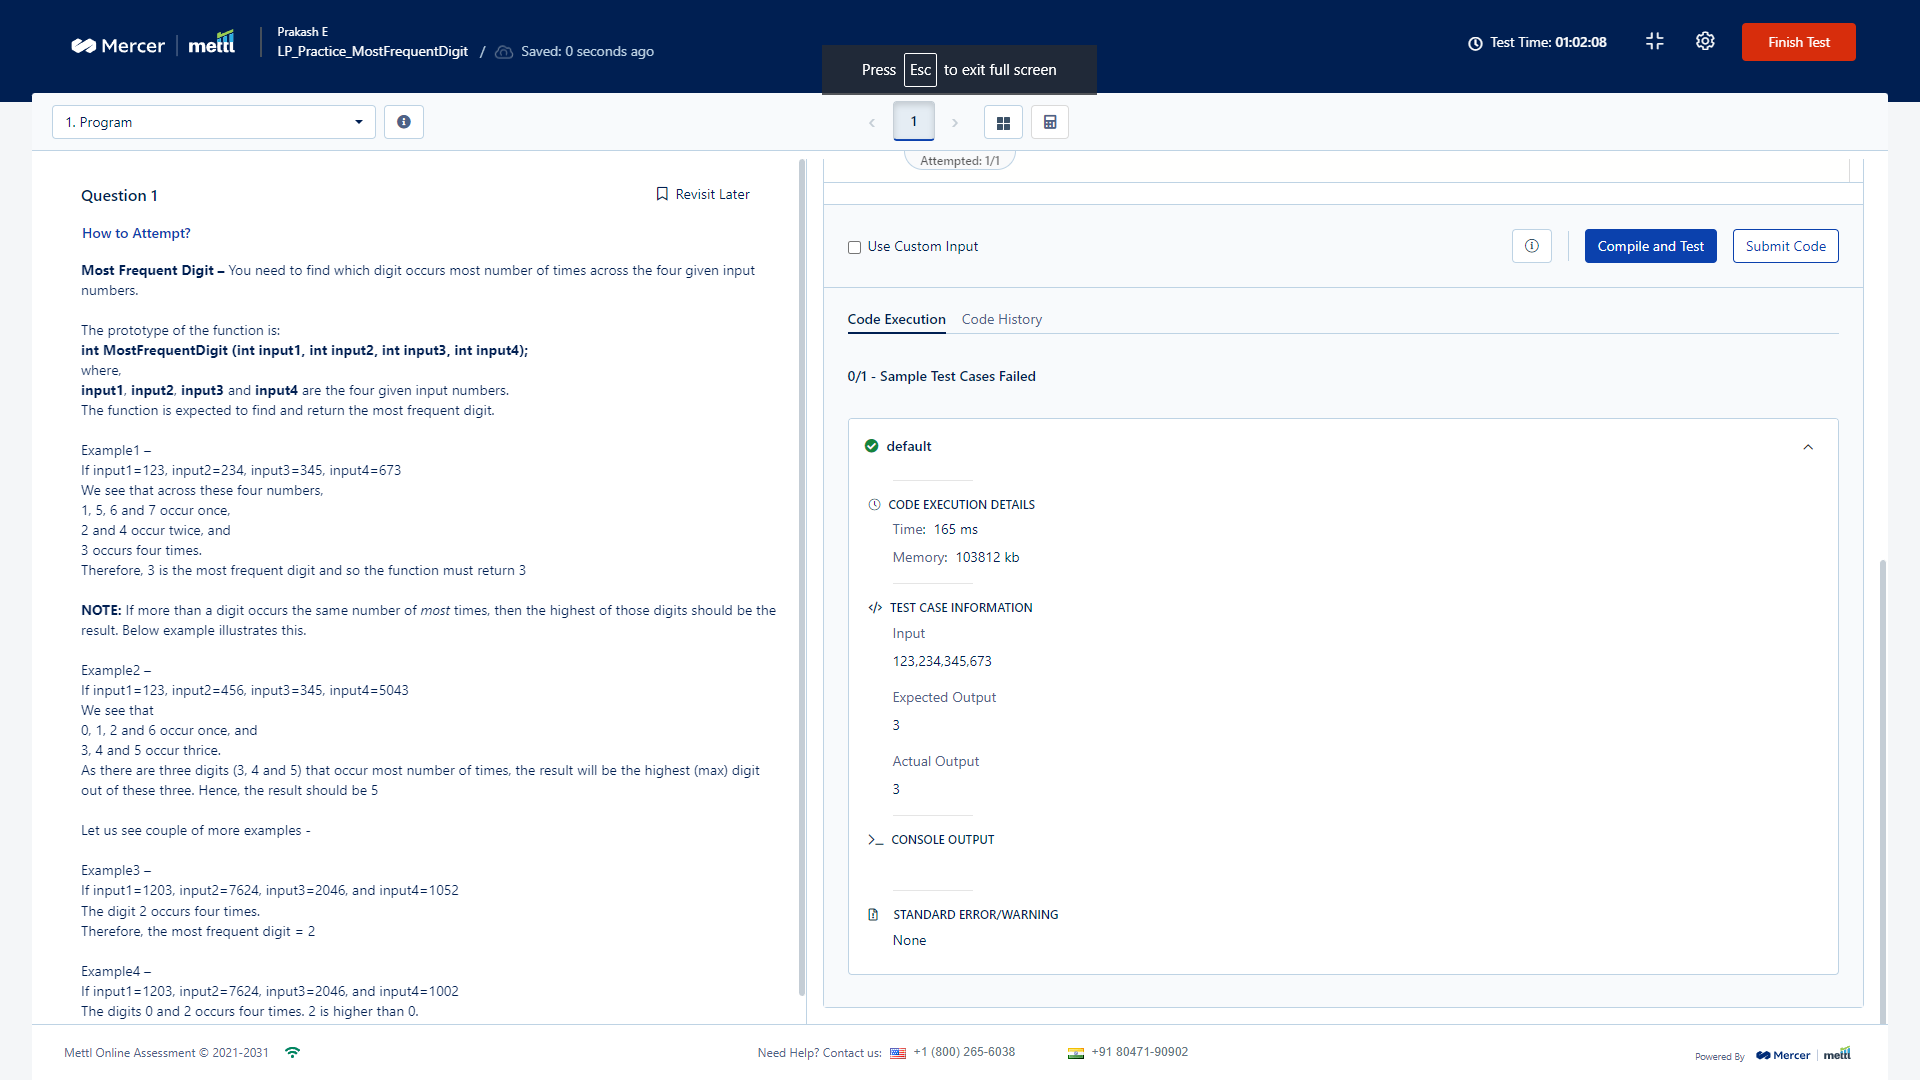 Mercer
mettl
Prakash E
LP_Practice_MostFrequentDigit / Saved: 0 seconds ago
Press Esc to exit full screen
Test Time: 01:02:08
Finish Test
1. Program
1
Attempted: 1/1
Question 1
Revisit Later
How to Attempt?
Most Frequent Digit – You need to find which digit occurs most number of times across the four given input
numbers.
The prototype of the function is:
int MostFrequentDigit (int input1, int input2, int input3, int input4);
where,
input1, input2, input3 and input4 are the four given input numbers.
The function is expected to find and return the most frequent digit.
Example1 –
If input1=123, input2=234, input3=345, input4=673
We see that across these four numbers,
1, 5, 6 and 7 occur once,
2 and 4 occur twice, and
3 occurs four times.
Therefore, 3 is the most frequent digit and so the function must return 3
NOTE: If more than a digit occurs the same number of most times, then the highest of those digits should be the
result. Below example illustrates this.
Example2 –
If input1=123, input2=456, input3=345, input4=5043
We see that
0, 1, 2 and 6 occur once, and
3, 4 and 5 occur thrice.
As there are three digits (3, 4 and 5) that occur most number of times, the result will be the highest (max) digit
out of these three. Hence, the result should be 5
Let us see couple of more examples -
Example3 –
If input1=1203, input2=7624, input3=2046, and input4=1052
The digit 2 occurs four times.
Therefore, the most frequent digit = 2
Example4 –
If input1=1203, input2=7624, input3=2046, and input4=1002
The digits 0 and 2 occurs four times. 2 is higher than 0.
Use Custom Input
Compile and Test
Submit Code
Code Execution
Code History
0/1 - Sample Test Cases Failed
default
CODE EXECUTION DETAILS
Time: 165 ms
Memory: 103812 kb
</> TEST CASE INFORMATION
Input
123,234,345,673
Expected Output
3
Actual Output
3
>_ CONSOLE OUTPUT
STANDARD ERROR/WARNING
None
Mettl Online Assessment © 2021-2031
Need Help? Contact us: +1 (800) 265-6038
+91 80471-90902
Powered By Mercer mettl